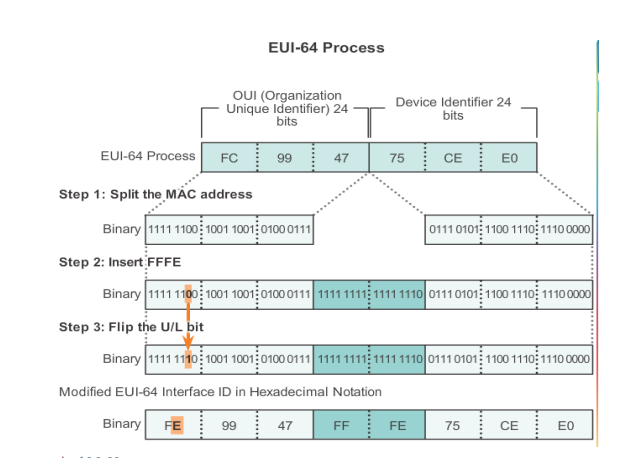 EUI-64 Process
OUI (Organization
Unique Identifier) 24
bits
Device Identifier 24
bits
EUI-64 Process FC 99 47 75 CE E0
Step 1: Split the MAC address
Binary 1111 1100 1001 1001 0100 0111 0111 0101 1100 1110 1110 0000
Step 2: Insert FFFE
Binary 1111 1100 1001 1001 0100 0111 1111 1111 1111 1110 0111 0101 1100 1110 1110 0000
Step 3: Flip the U/L bit
Binary 1111 1110 1001 1001 0100 0111 1111 1111 1111 1110 0111 0101 1100 1110 1110 0000
Modified EUI-64 Interface ID in Hexadecimal Notation
Binary FE 99 47 FF FE 75 CE E0